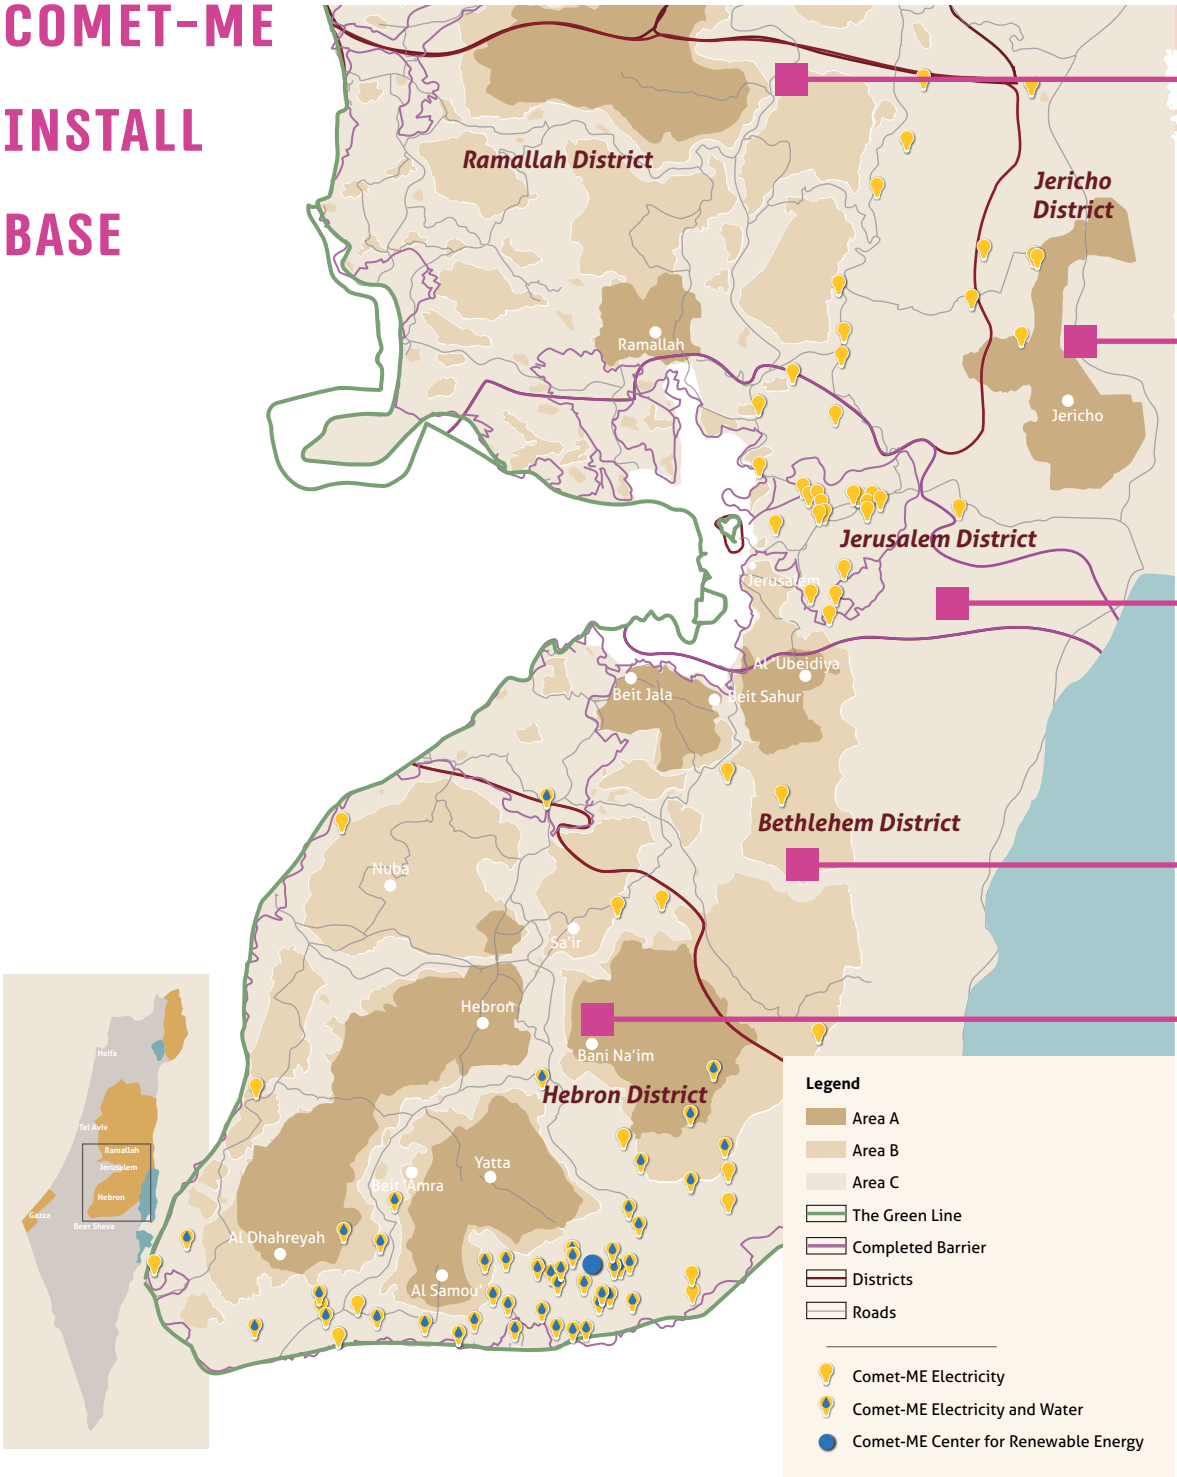 COMET-ME
INSTALL
BASE
Ramallah District
Jericho
District
Ramallah
Jericho
Jerusalem District
Jerusalem
Al 'Ubeidiya
Beit Jala
Beit Sahur
Bethlehem District
Nuba
Sa'ir
Hebron
Bani Na'im
Hebron District
Yatta
Beit 'Amra
Al Dhahreyah
Al Samou'
Haifa
Tel Aviv
Ramallah
Jerusalem
Hebron
Gazza
Beer Sheva
Legend
Area A
Area B
Area C
The Green Line
Completed Barrier
Districts
Roads
Comet-ME Electricity
Comet-ME Electricity and Water
Comet-ME Center for Renewable Energy